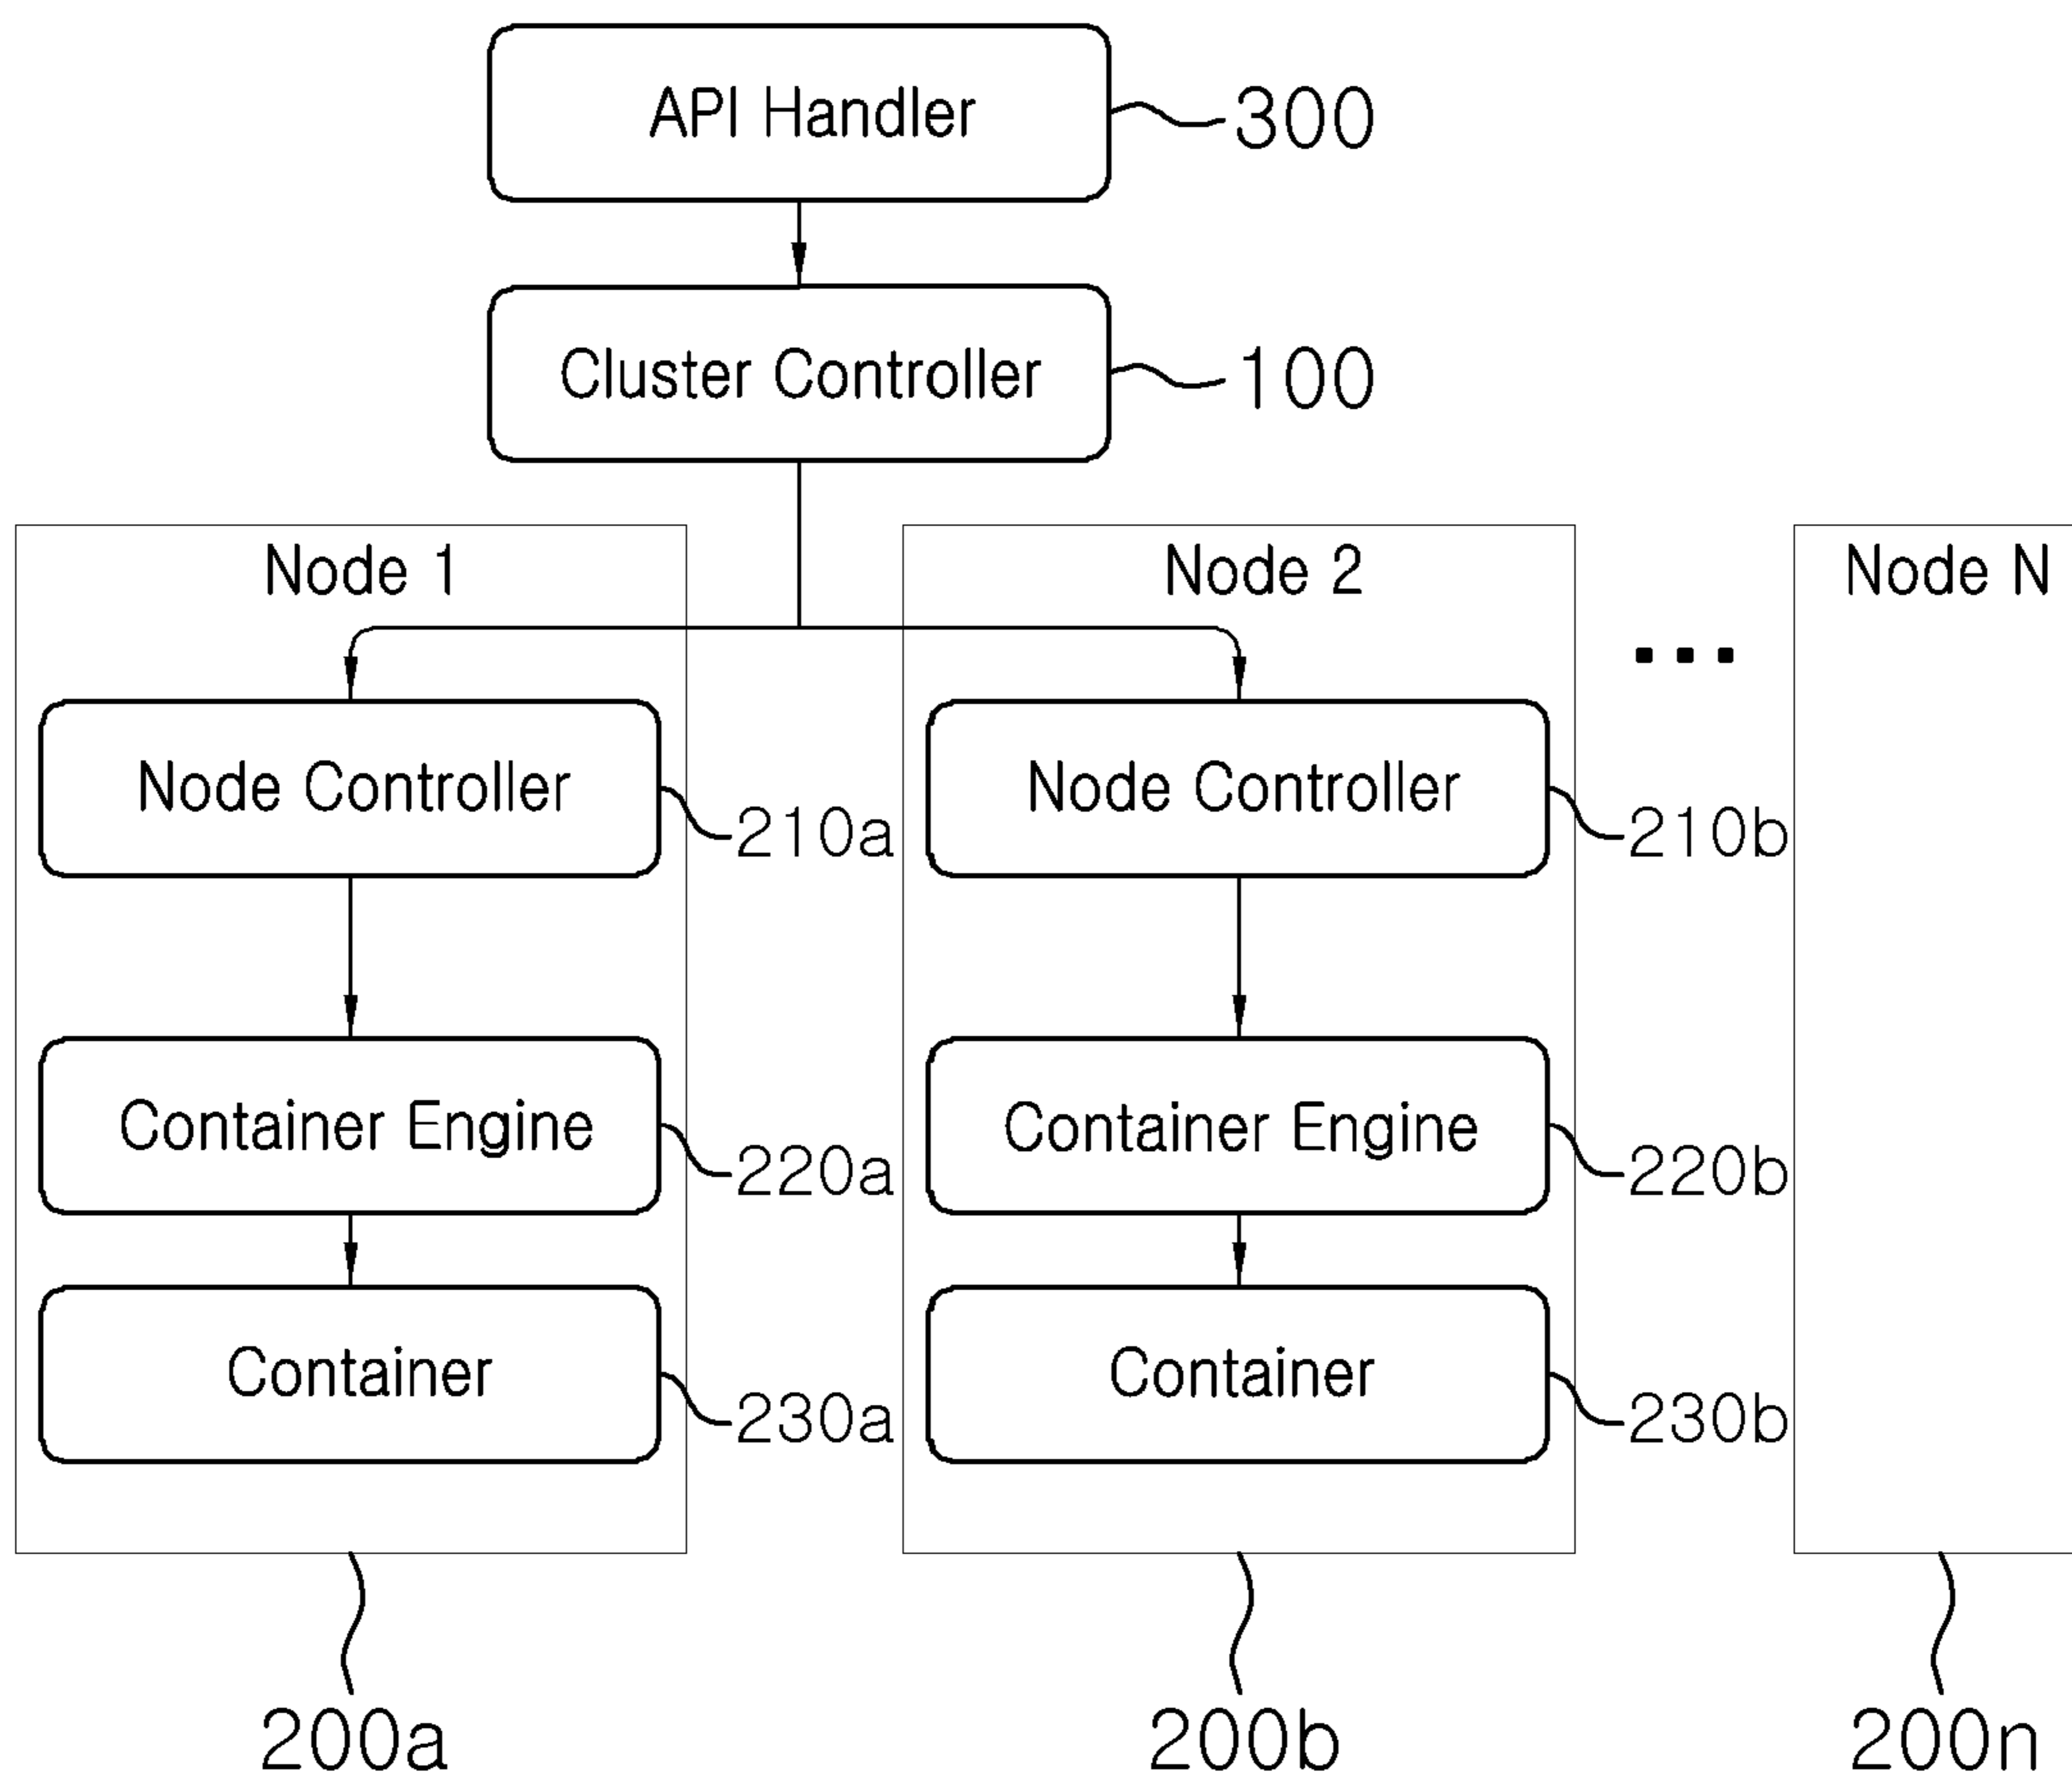 API Handler
300
Cluster Controller
100
Node 1
Node 2
Node N
Node Controller
210a
Node Controller
210b
Container Engine
220a
Container Engine
220b
Container
230a
Container
230b
200a
200b
200n